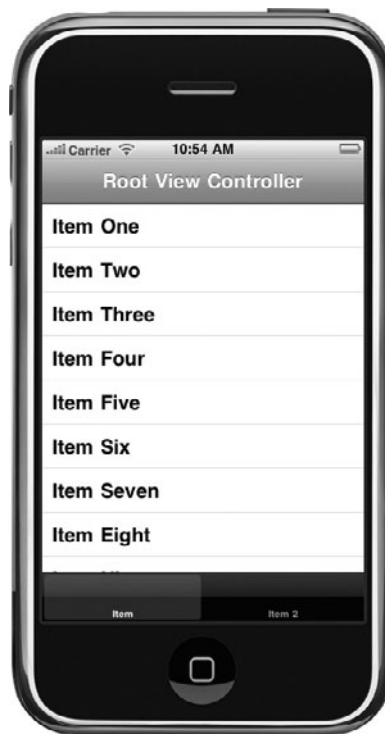 Carrier 10:54 AM
Root View Controller
Item One
Item Two
Item Three
Item Four
Item Five
Item Six
Item Seven
Item Eight
Item Item 2